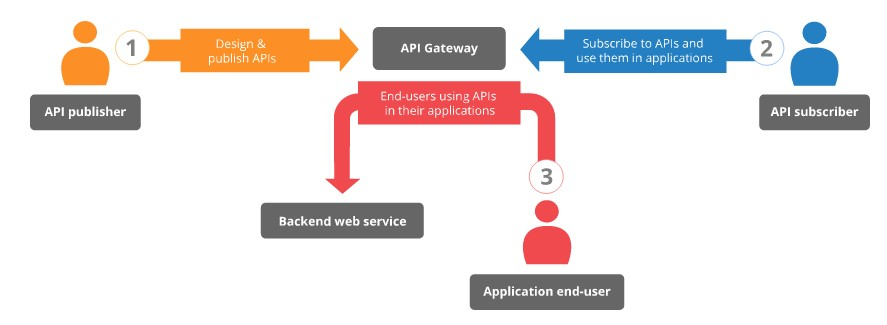 1
Design &
publish APIs
API Gateway
Subscribe to APIs and
use them in applications
2
API publisher
End-users using APIs
in their applications
API subscriber
3
Backend web service
Application end-user